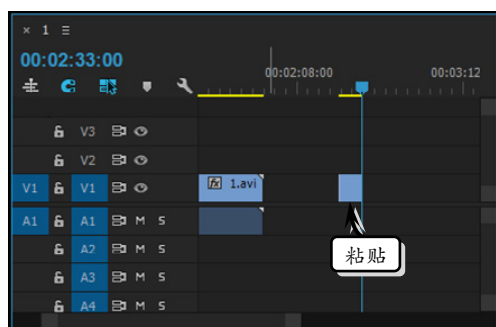 × 1 ≡
00:02:33:00
00:02:08:00 00:03:12
V3
V2
V1 V1 fx 1.avi
A1 A1 M S
A2 M S
粘贴
A3 M S
A4 M S